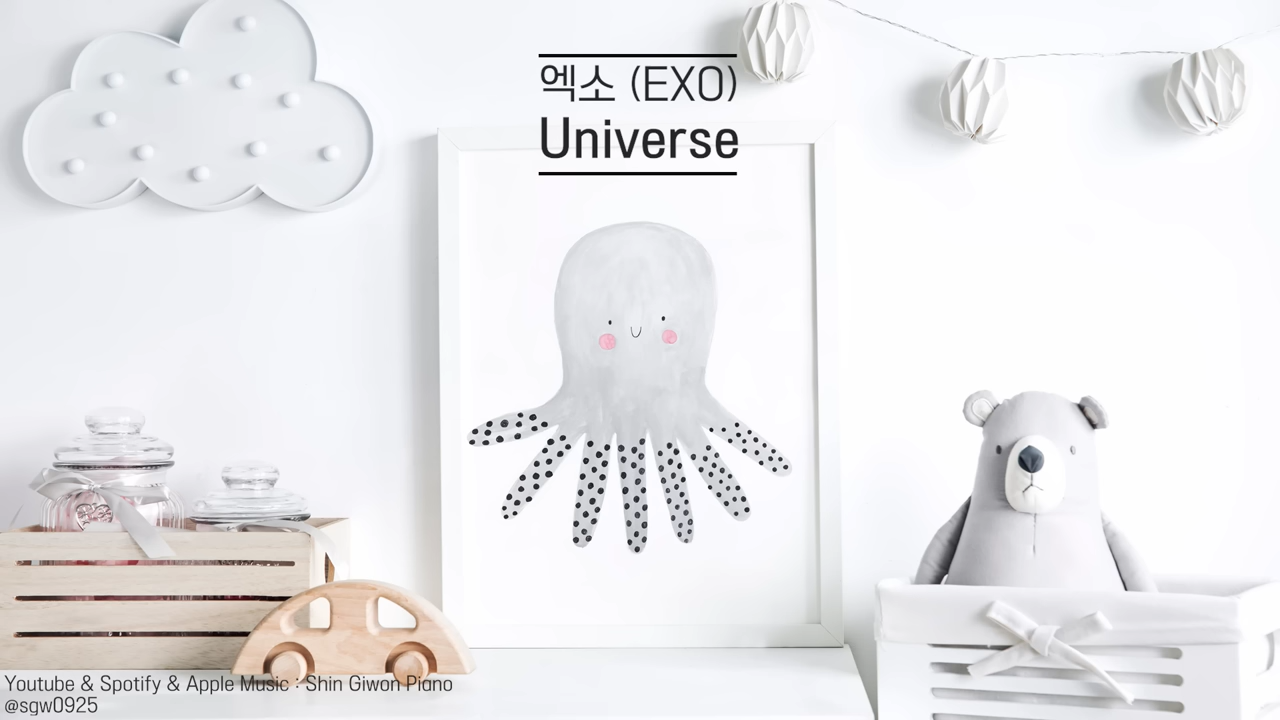 엑소 (EXO)
Universe
Youtube & Spotify & Apple Music : Shin Giwon Piano
@sgw0925